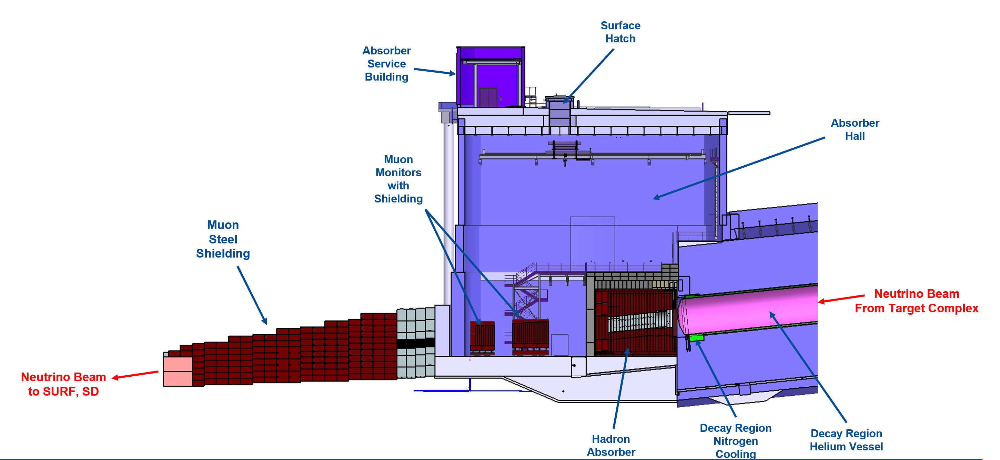 Surface
Hatch
Absorber
Service
Building
Absorber
Hall
Muon
Monitors
with
Shielding
Muon
Steel
Shielding
Neutrino Beam
From Target Complex
Neutrino Beam
to SURF, SD
Hadron
Absorber
Decay Region
Nitrogen
Cooling
Decay Region
Helium Vessel